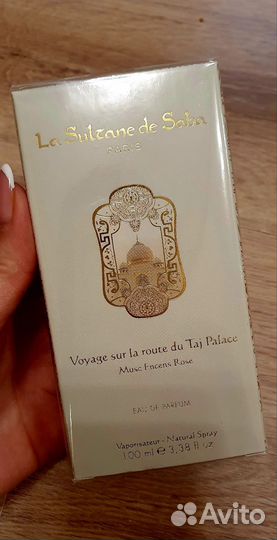 La Sultane de Saba
PARIS
Voyage sur la route du Taj Palace
Musc Encens Rose
EAU DE PARFUM
Vaporisateur - Natural Spray
100 ml e 3,38 fl oz
Avito